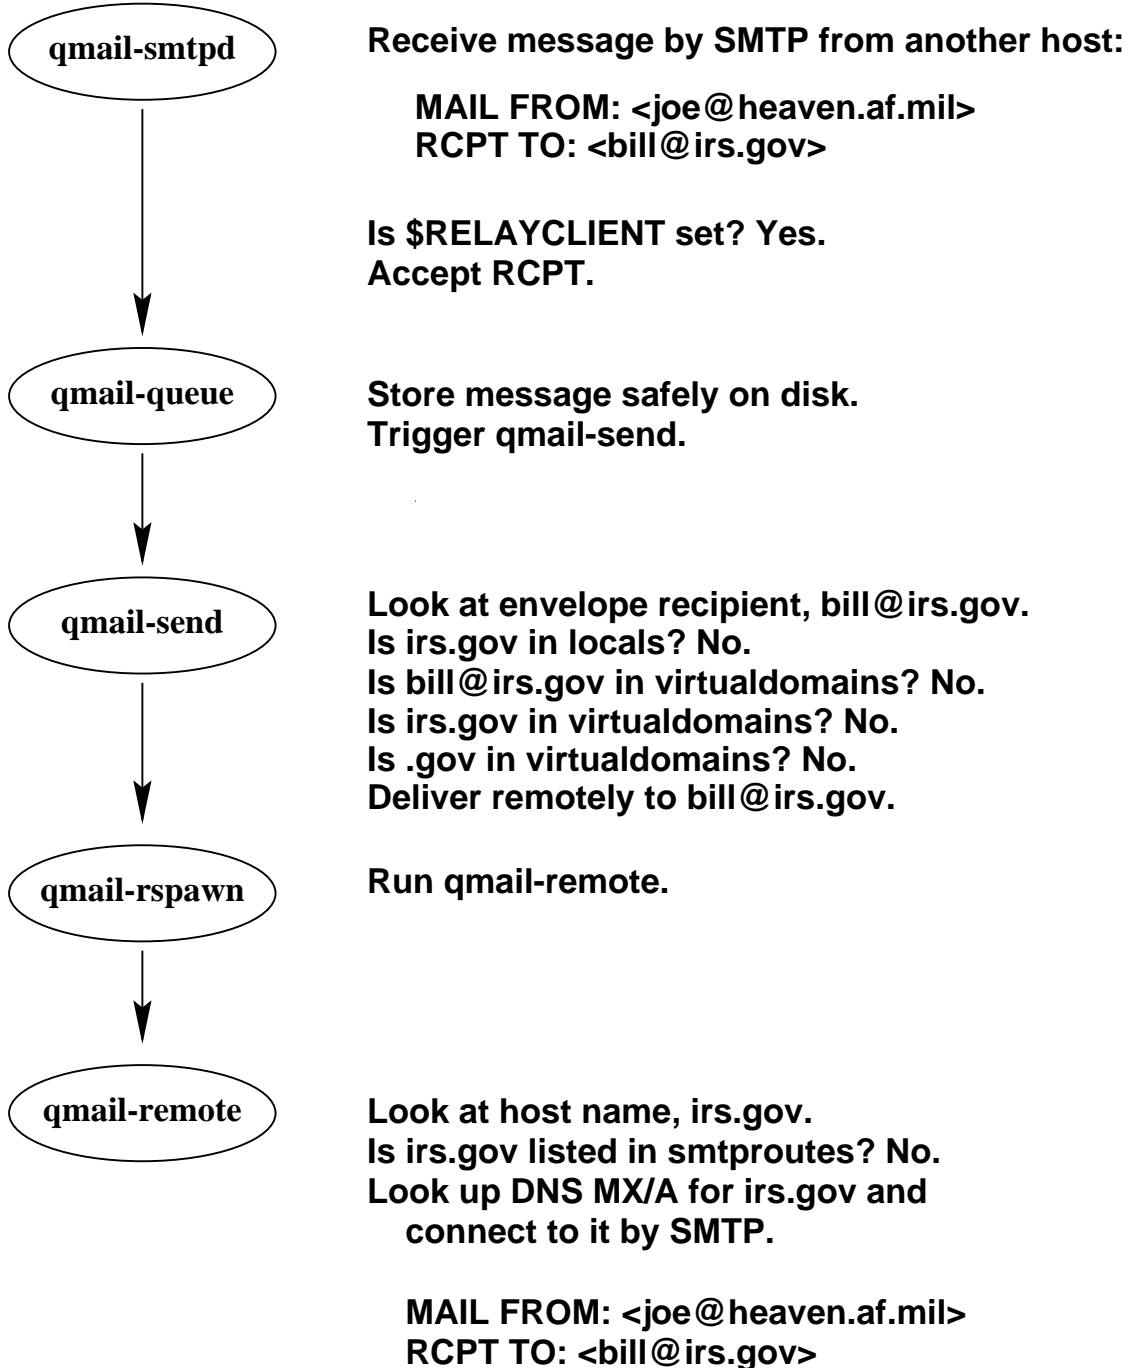 qmail-smtpd
Receive message by SMTP from another host:
MAIL FROM: <joe@heaven.af.mil>
RCPT TO: <bill@irs.gov>
Is $RELAYCLIENT set? Yes.
Accept RCPT.
qmail-queue
Store message safely on disk.
Trigger qmail-send.
qmail-send
Look at envelope recipient, bill@irs.gov.
Is irs.gov in locals? No.
Is bill@irs.gov in virtualdomains? No.
Is irs.gov in virtualdomains? No.
Is .gov in virtualdomains? No.
Deliver remotely to bill@irs.gov.
qmail-rspawn
Run qmail-remote.
qmail-remote
Look at host name, irs.gov.
Is irs.gov listed in smtproutes? No.
Look up DNS MX/A for irs.gov and
connect to it by SMTP.
MAIL FROM: <joe@heaven.af.mil>
RCPT TO: <bill@irs.gov>